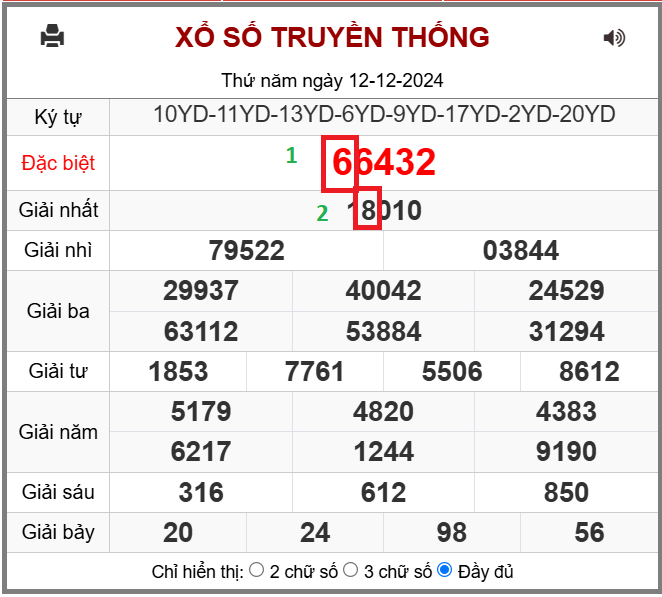 XỔ SỐ TRUYỀN THỐNG
Thứ năm ngày 12-12-2024
Ký tự 10YD-11YD-13YD-6YD-9YD-17YD-2YD-20YD
Đặc biệt 1 66432
Giải nhất 2 18010
Giải nhì 79522 03844
Giải ba 29937 40042 24529
63112 53884 31294
Giải tư 1853 7761 5506 8612
Giải năm 5179 4820 4383
6217 1244 9190
Giải sáu 316 612 850
Giải bảy 20 24 98 56
Chỉ hiển thị: 2 chữ số 3 chữ số Đầy đủ